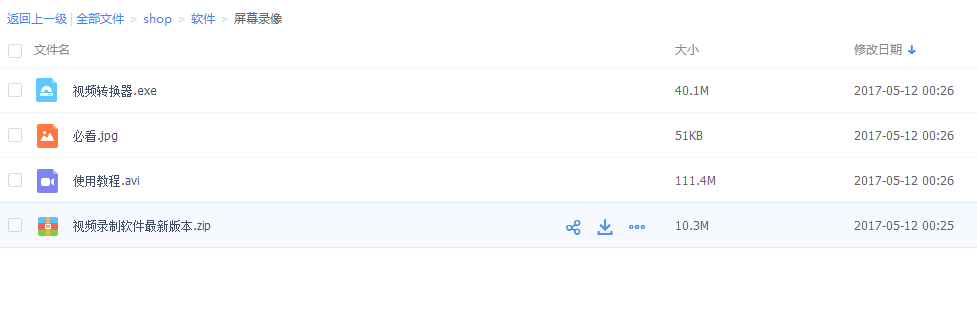 返回上一级 | 全部文件 > shop > 软件 > 屏幕录像
文件名 大小 修改日期
视频转换器.exe 40.1M 2017-05-12 00:26
必看.jpg 51KB 2017-05-12 00:26
使用教程.avi 111.4M 2017-05-12 00:26
视频录制软件最新版本.zip 10.3M 2017-05-12 00:25